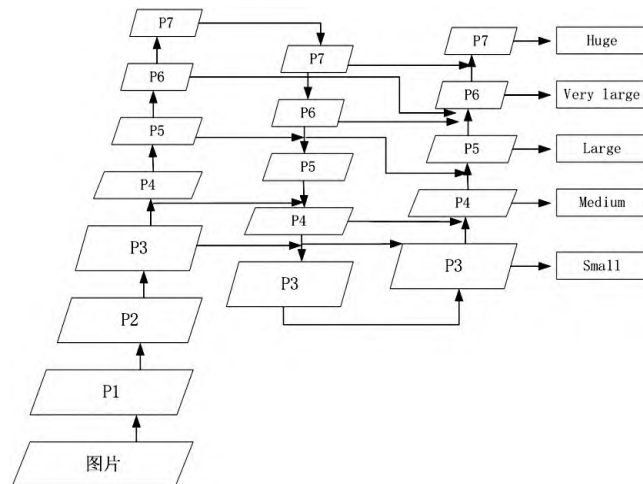 P7
P6
P5
P4
P3
P2
P1
图片
P7
P6
P5
P4
P3
P7
P6
P5
P4
P3
Huge
Very large
Large
Medium
Small